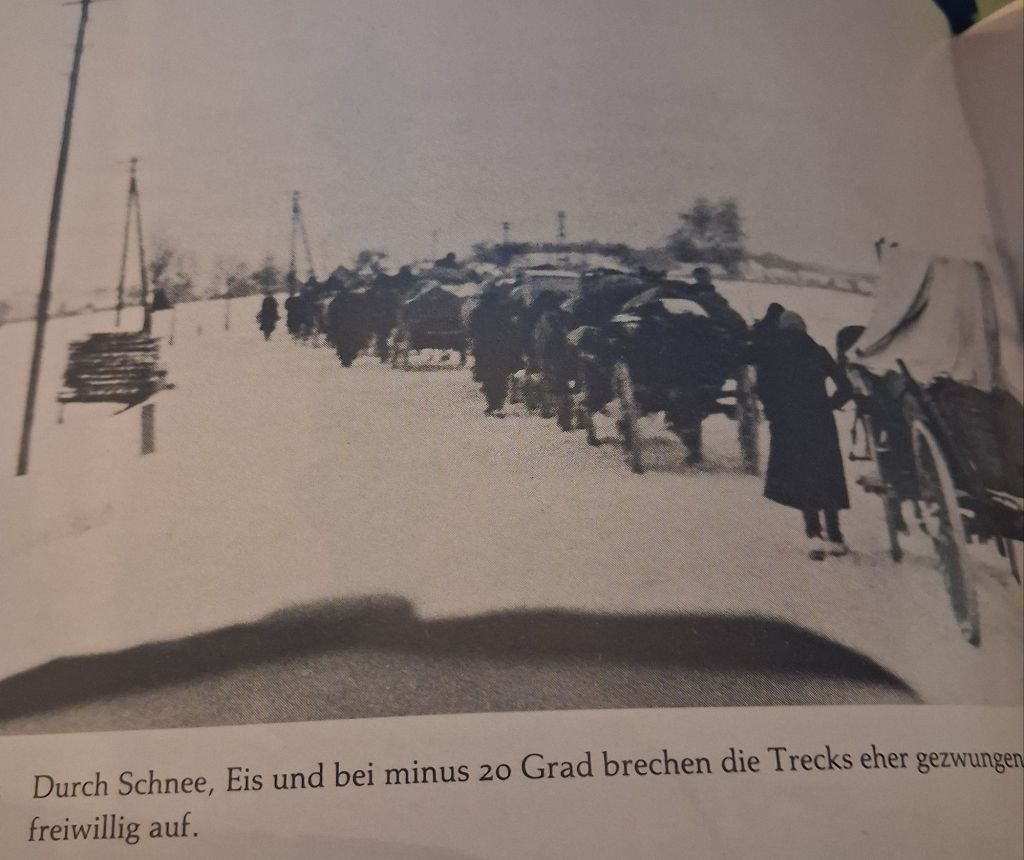 Durch Schnee, Eis und bei minus 20 Grad brechen die Trecks eher gezwungen
freiwillig auf.